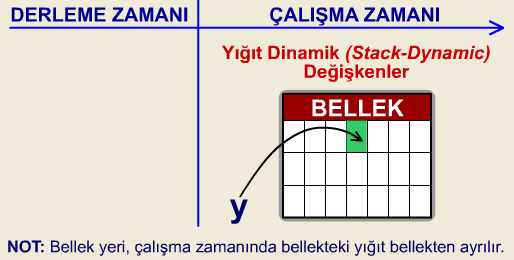 DERLEME ZAMANI
ÇALIŞMA ZAMANI
Yığıt Dinamik (Stack-Dynamic)
Değişkenler
BELLEK
y
NOT: Bellek yeri, çalışma zamanında bellekteki yığıt bellekten ayrılır.